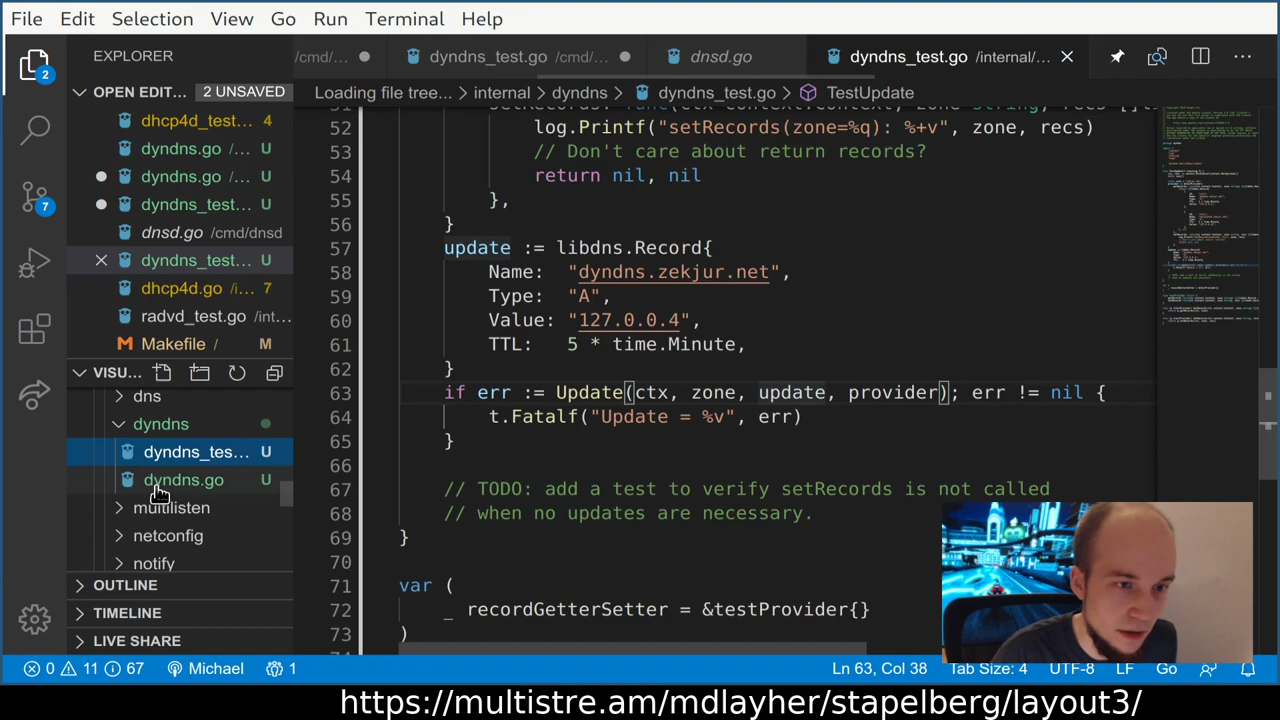 File Edit Selection View Go Run Terminal Help
EXPLORER
/cmd/…
dyndns_test.go /cmd/…
dnsd.go
dyndns_test.go /internal/…
OPEN EDIT… 2 UNSAVED
Loading file tree… > internal > dyndns > dyndns_test.go > TestUpdate
dhcp4d_test… 4
dyndns.go /… U
dyndns.go /… U
dyndns_test… U
dnsd.go /cmd/dnsd
dyndns_test… U
dhcp4d.go /i… 7
radvd_test.go /int…
Makefile / M
VISU…
dns
dyndns
dyndns_tes… U
dyndns.go U
multilisten
netconfig
notify
OUTLINE
TIMELINE
LIVE SHARE
2
7
52 log.Printf("setRecords(zone=%q): %+v", zone, recs)
53 // Don't care about return records?
54 return nil, nil
55 },
56 }
57 update := libdns.Record{
58 Name: "dyndns.zekjur.net",
59 Type: "A",
60 Value: "127.0.0.4",
61 TTL: 5 * time.Minute,
62 }
63 if err := Update(ctx, zone, update, provider); err != nil {
64 t.Fatalf("Update = %v", err)
65 }
66
67 // TODO: add a test to verify setRecords is not called
68 // when no updates are necessary.
69 }
70
71 var (
72 _ recordGetterSetter = &testProvider{}
73 )
0 11 67 Michael 1 Ln 63, Col 38 Tab Size: 4 UTF-8 LF Go
https://multistre.am/mdlayher/stapelberg/layout3/